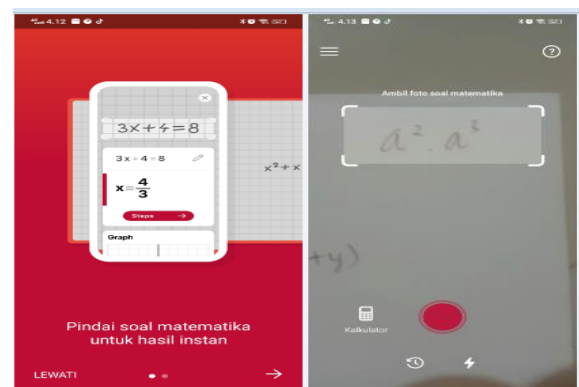 4.12
3x+4=8
3x+4=8
x=4/3
Steps →
Graph
x²+x
Pindai soal matematika
untuk hasil instan
LEWATI →
4.13
?
Ambil foto soal matematika
a². a³
+y)
Kalkulator